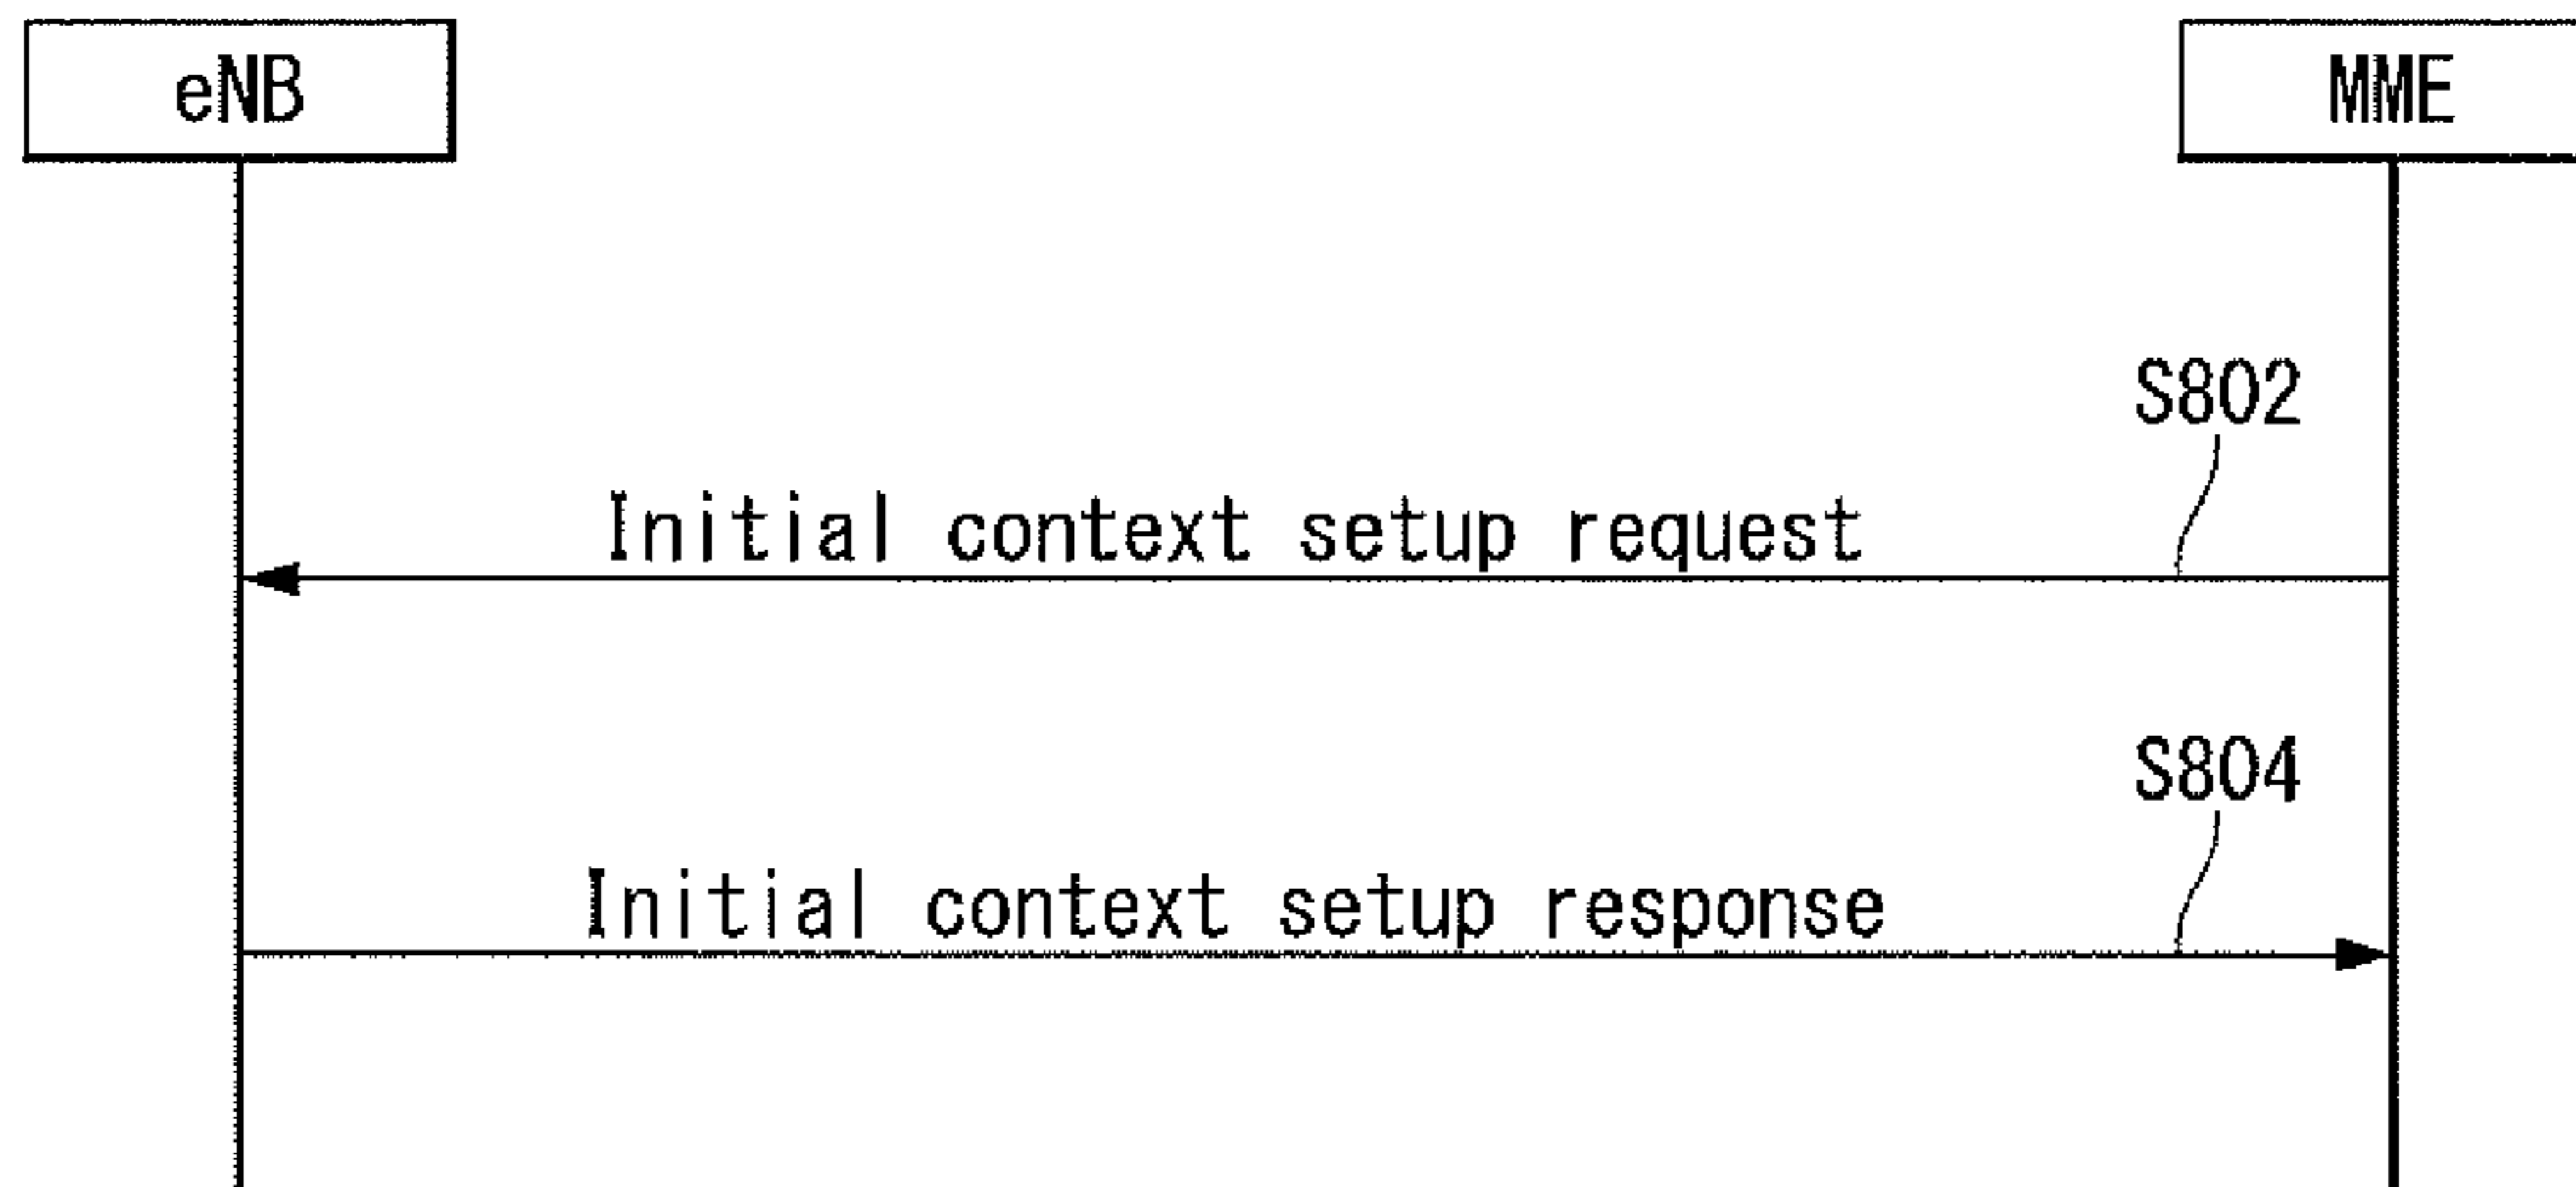 eNB
MME
S802
Initial context setup request
S804
Initial context setup response